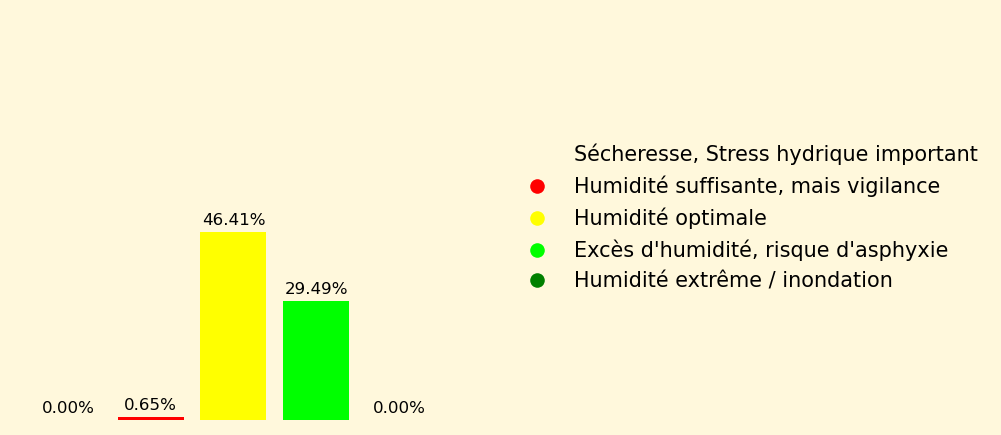 Sécheresse, Stress hydrique important
Humidité suffisante, mais vigilance
Humidité optimale
Excès d'humidité, risque d'asphyxie
Humidité extrême / inondation
46.41%
29.49%
0.00%
0.65%
0.00%